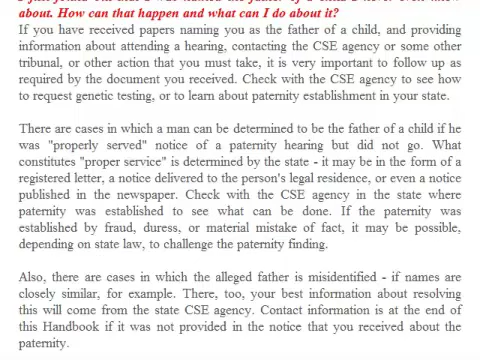 about. How can that happen and what can I do about it?
If you have received papers naming you as the father of a child, and providing
information about attending a hearing, contacting the CSE agency or some other
tribunal, or other action that you must take, it is very important to follow up as
required by the document you received. Check with the CSE agency to see how
to request genetic testing, or to learn about paternity establishment in your state.
There are cases in which a man can be determined to be the father of a child if he
was "properly served" notice of a paternity hearing but did not go. What
constitutes "proper service" is determined by the state - it may be in the form of a
registered letter, a notice delivered to the person's legal residence, or even a notice
published in the newspaper. Check with the CSE agency in the state where
paternity was established to see what can be done. If the paternity was
established by fraud, duress, or material mistake of fact, it may be possible,
depending on state law, to challenge the paternity finding.
Also, there are cases in which the alleged father is misidentified - if names are
closely similar, for example. There, too, your best information about resolving
this will come from the state CSE agency. Contact information is at the end of
this Handbook if it was not provided in the notice that you received about the
paternity.